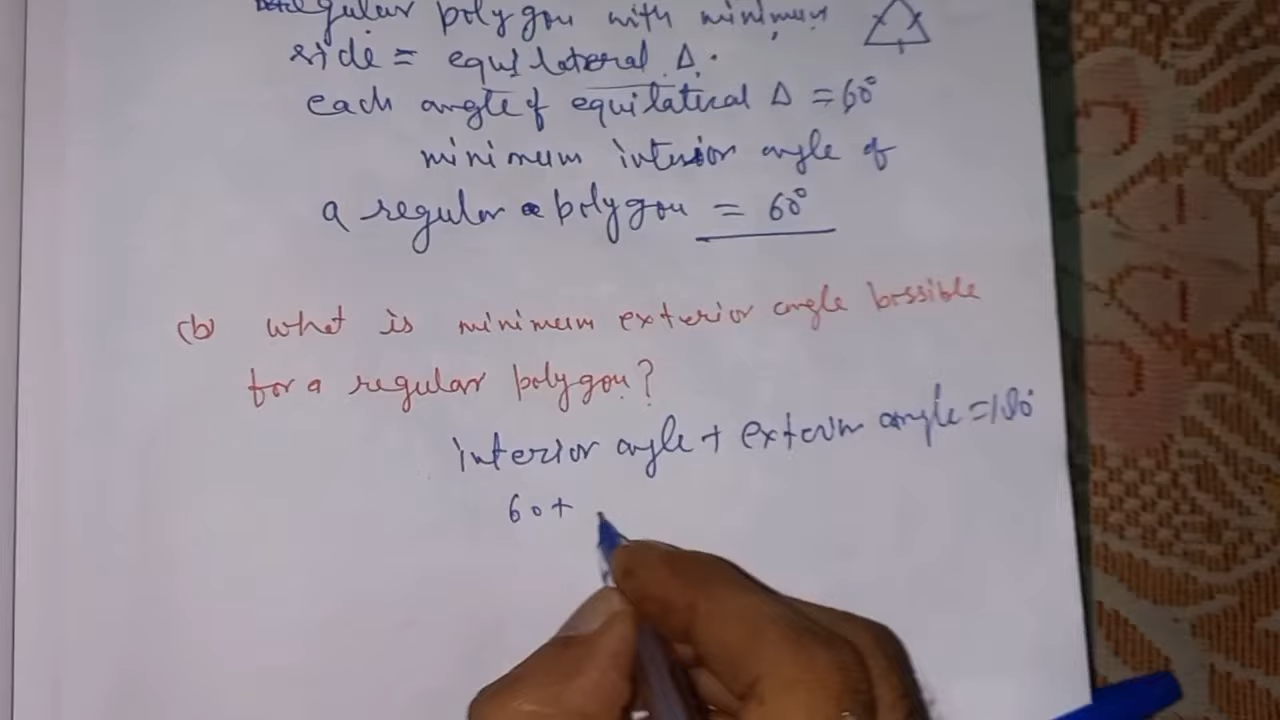 regular polygon with minimum
side = equilateral Δ.
each angle of equilateral Δ = 60°
minimum interior angle of
a regular polygon = 60°
(b) what is minimum exterior angle possible
for a regular polygon?
interior angle + exterior angle = 180°
60+